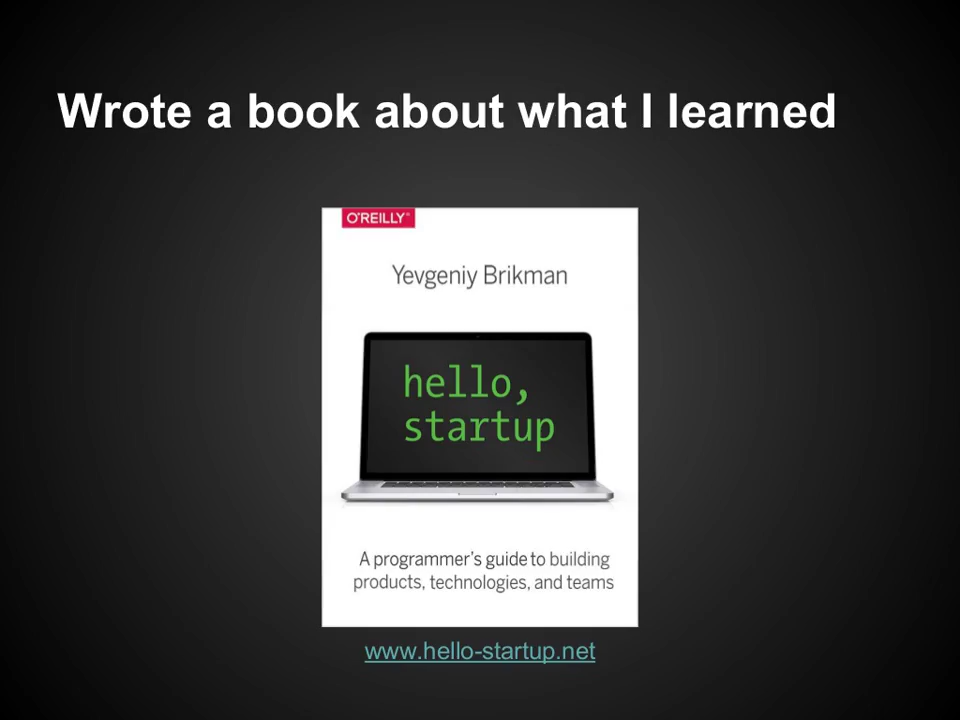 Wrote a book about what I learned
O'REILLY®
Yevgeniy Brikman
hello,
startup
A programmer's guide to building
products, technologies, and teams
www.hello-startup.net